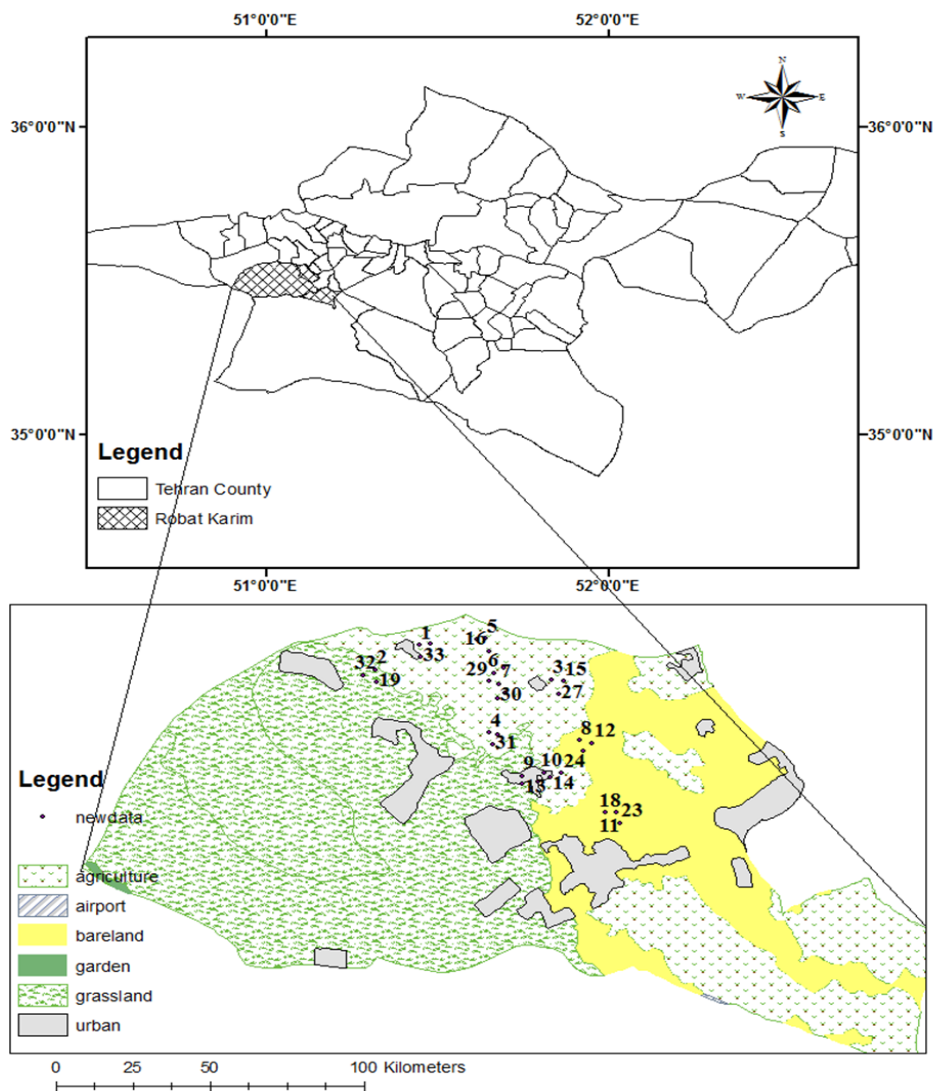 51°0'0"E 52°0'0"E
N
W E
S
36°0'0"N 36°0'0"N
35°0'0"N 35°0'0"N
Legend
Tehran County
Robat Karim
51°0'0"E 52°0'0"E
5
1 16
33
32 2 6
29 7 3 15
19
30 27
4 8 12
31
9 10 24
13 14
18 23
11
Legend
newdata
agriculture
airport
bareland
garden
grassland
urban
0 25 50 100 Kilometers